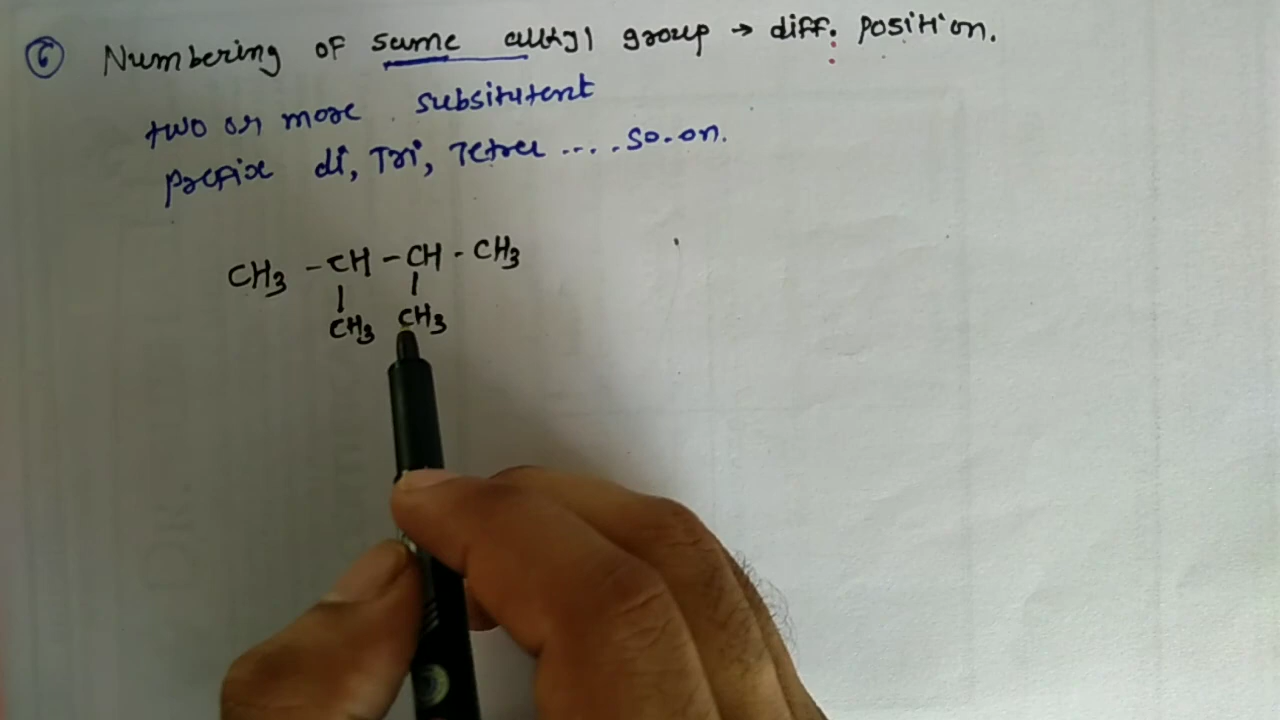 ⑥ Numbering of same alkyl group → diff. position.
two or more substitutent
prefix di, Tri, Tetra .... so.on.
CH3 - CH - CH - CH3
| |
CH3 CH3